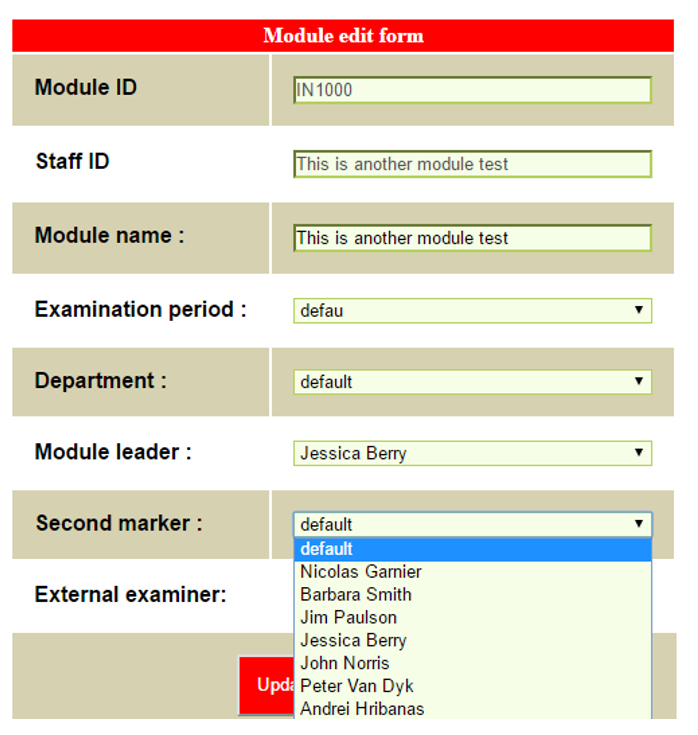 Module edit form
Module ID IN1000
Staff ID This is another module test
Module name : This is another module test
Examination period : defau
Department : default
Module leader : Jessica Berry
Second marker : default
default
Nicolas Garnier
Barbara Smith
Jim Paulson
External examiner:
Jessica Berry
John Norris
Upda
Peter Van Dyk
Andrei Hribanas